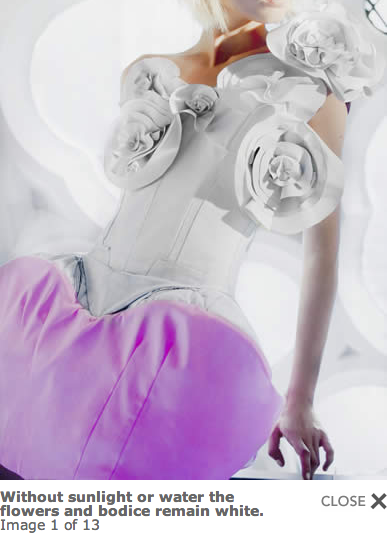 Without sunlight or water the
flowers and bodice remain white.
Image 1 of 13
CLOSE X